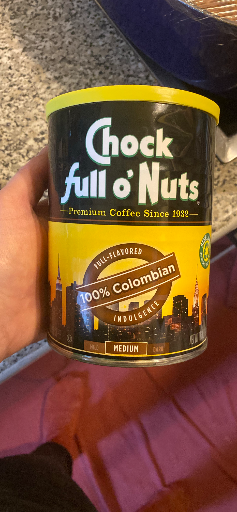 Chock
full o' Nuts
Premium Coffee Since 1932
FULL-FLAVORED
100% Colombian
INDULGENCE
MEDIUM